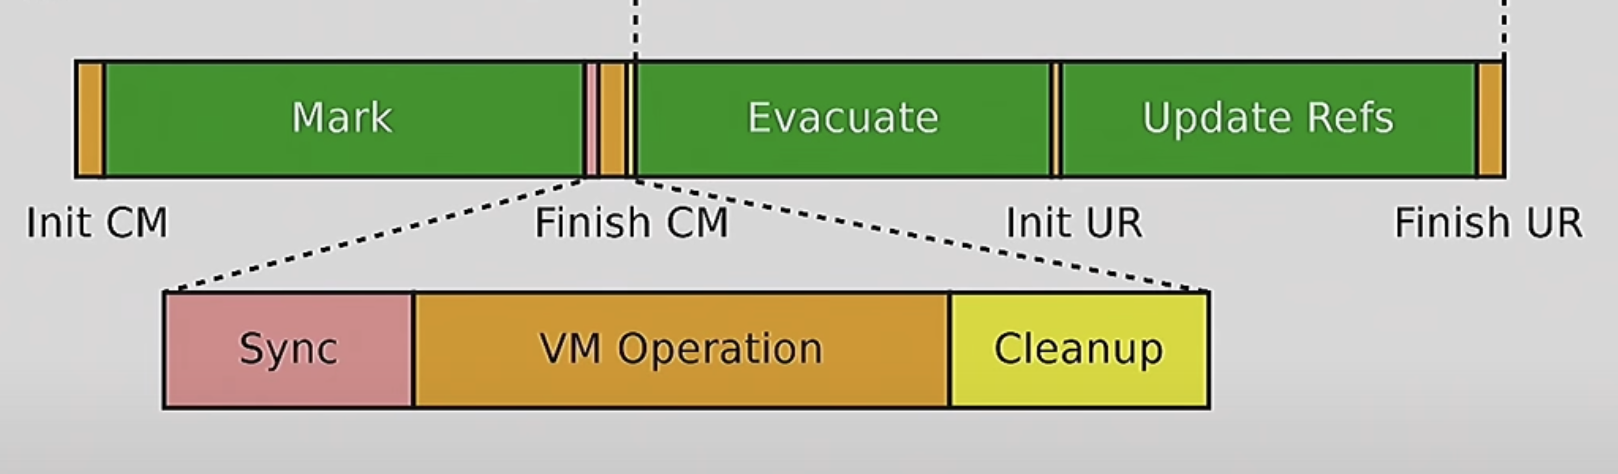 Mark Evacuate Update Refs
Init CM Finish CM Init UR Finish UR
Sync VM Operation Cleanup